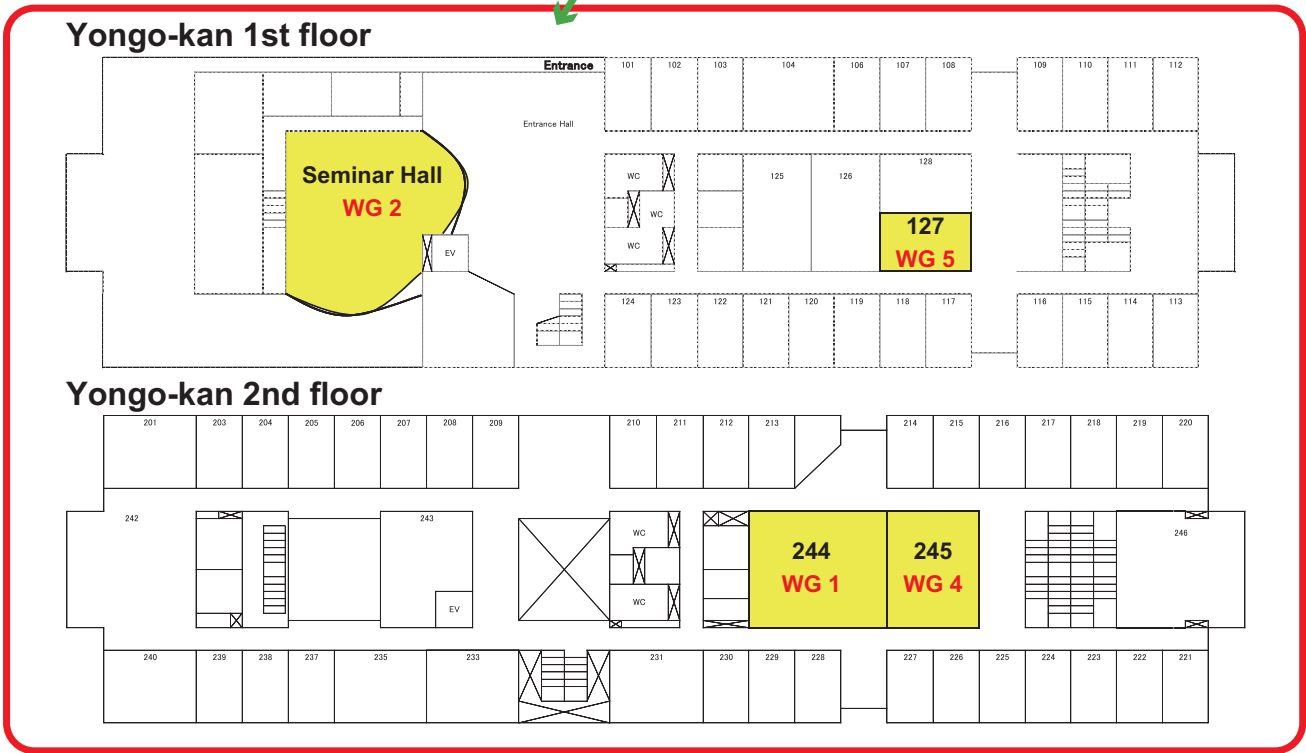 Yongo-kan 1st floor
Entrance
101 102 103 104 106 107 108 109 110 111 112
Entrance Hall
Seminar Hall
WG 2
EV
WC
WC
WC
125 126 128
127
WG 5
124 123 122 121 120 119 118 117 116 115 114 113
Yongo-kan 2nd floor
201 203 204 205 206 207 208 209 210 211 212 213 214 215 216 217 218 219 220
242 243 246
WC
WC
EV
244
WG 1
245
WG 4
240 239 238 237 235 233 231 230 229 228 227 226 225 224 223 222 221